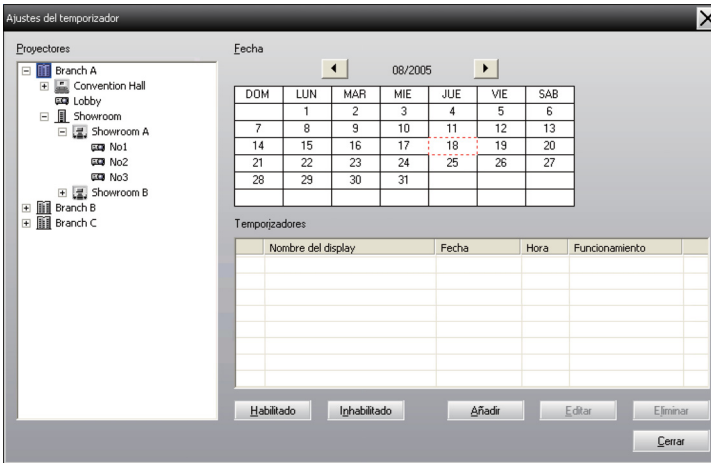 Ajustes del temporizador
Proyectores
Branch A
Convention Hall
Lobby
Showroom
Showroom A
No1
No2
No3
Showroom B
Branch B
Branch C
Fecha
08/2005
DOM LUN MAR MIE JUE VIE SAB
1 2 3 4 5 6
7 8 9 10 11 12 13
14 15 16 17 18 19 20
21 22 23 24 25 26 27
28 29 30 31
Temporizadores
Nombre del display Fecha Hora Funcionamiento
Habilitado Inhabilitado Añadir Editar Eliminar
Cerrar